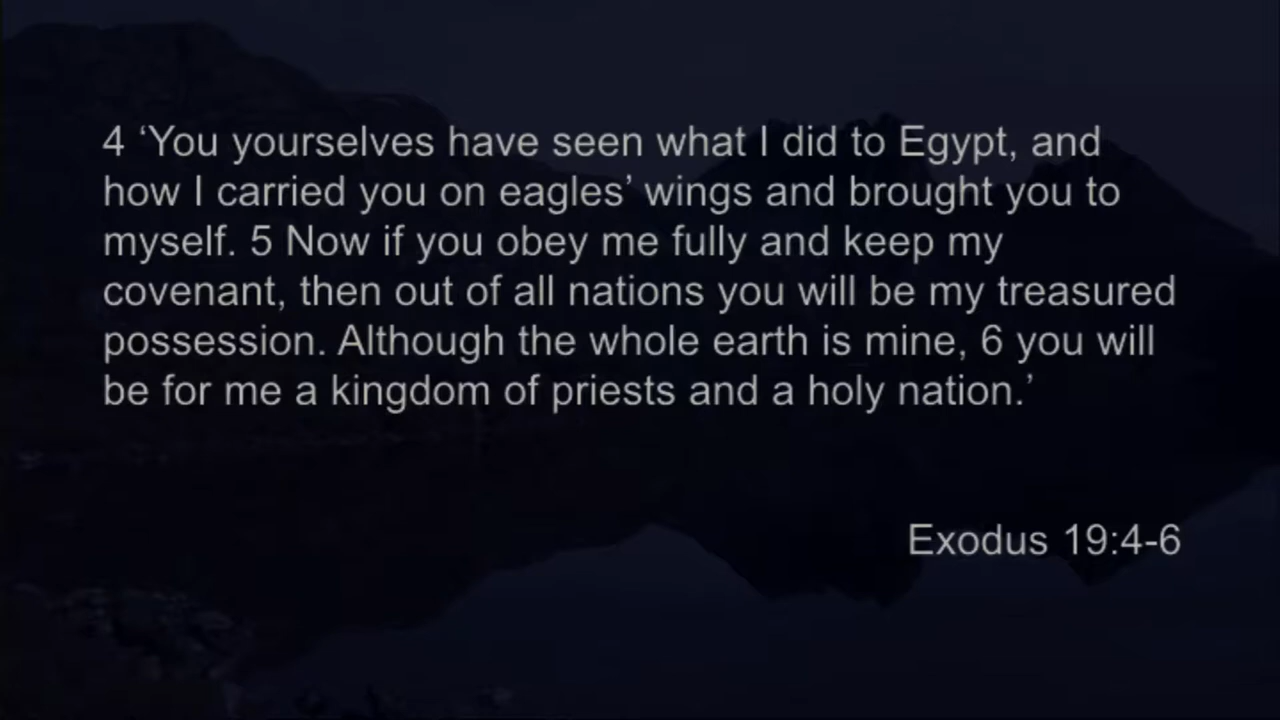 4 ‘You yourselves have seen what I did to Egypt, and
how I carried you on eagles’ wings and brought you to
myself. 5 Now if you obey me fully and keep my
covenant, then out of all nations you will be my treasured
possession. Although the whole earth is mine, 6 you will
be for me a kingdom of priests and a holy nation.’
Exodus 19:4-6